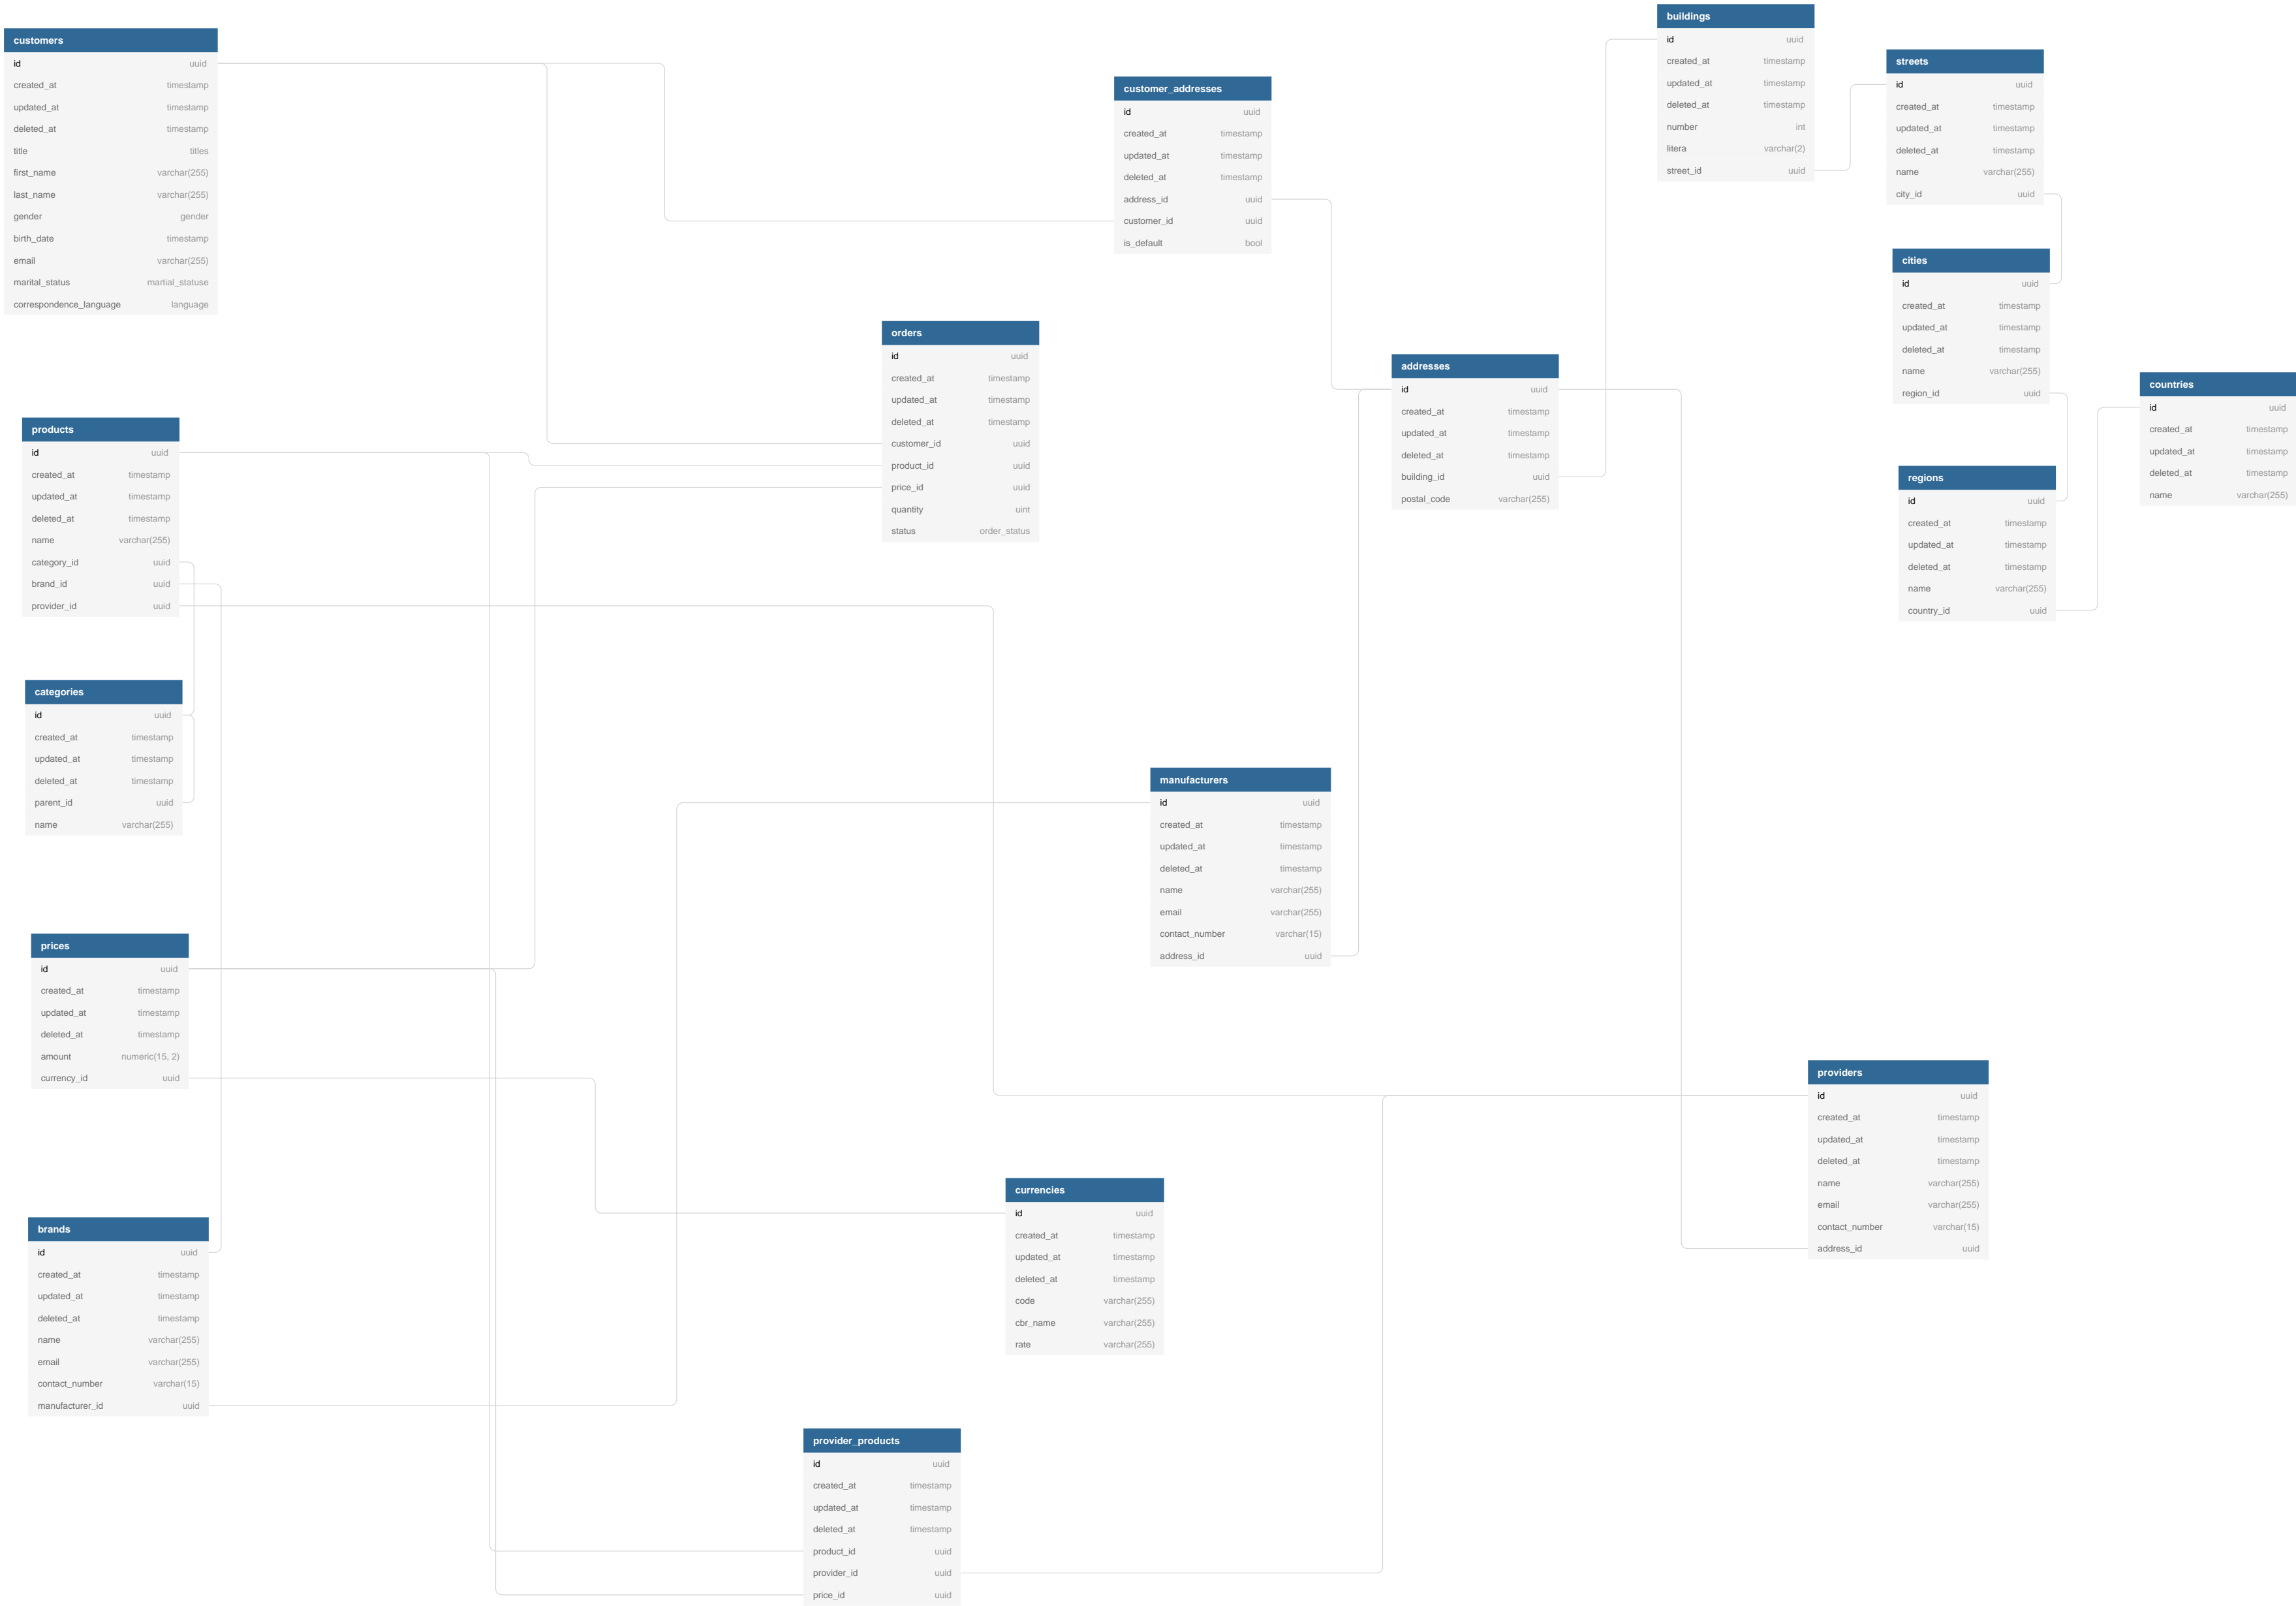 customers
id uuid
created_at timestamp
updated_at timestamp
deleted_at timestamp
title titles
first_name varchar(255)
last_name varchar(255)
gender gender
birth_date timestamp
email varchar(255)
marital_status martial_statuse
correspondence_language language
products
id uuid
created_at timestamp
updated_at timestamp
deleted_at timestamp
name varchar(255)
category_id uuid
brand_id uuid
provider_id uuid
categories
id uuid
created_at timestamp
updated_at timestamp
deleted_at timestamp
parent_id uuid
name varchar(255)
prices
id uuid
created_at timestamp
updated_at timestamp
deleted_at timestamp
amount numeric(15, 2)
currency_id uuid
brands
id uuid
created_at timestamp
updated_at timestamp
deleted_at timestamp
name varchar(255)
email varchar(255)
contact_number varchar(15)
manufacturer_id uuid
orders
id uuid
created_at timestamp
updated_at timestamp
deleted_at timestamp
customer_id uuid
product_id uuid
price_id uuid
quantity uint
status order_status
provider_products
id uuid
created_at timestamp
updated_at timestamp
deleted_at timestamp
product_id uuid
provider_id uuid
price_id uuid
customer_addresses
id uuid
created_at timestamp
updated_at timestamp
deleted_at timestamp
address_id uuid
customer_id uuid
is_default bool
manufacturers
id uuid
created_at timestamp
updated_at timestamp
deleted_at timestamp
name varchar(255)
email varchar(255)
contact_number varchar(15)
address_id uuid
currencies
id uuid
created_at timestamp
updated_at timestamp
deleted_at timestamp
code varchar(255)
cbr_name varchar(255)
rate varchar(255)
addresses
id uuid
created_at timestamp
updated_at timestamp
deleted_at timestamp
building_id uuid
postal_code varchar(255)
buildings
id uuid
created_at timestamp
updated_at timestamp
deleted_at timestamp
number int
litera varchar(2)
street_id uuid
streets
id uuid
created_at timestamp
updated_at timestamp
deleted_at timestamp
name varchar(255)
city_id uuid
cities
id uuid
created_at timestamp
updated_at timestamp
deleted_at timestamp
name varchar(255)
region_id uuid
regions
id uuid
created_at timestamp
updated_at timestamp
deleted_at timestamp
name varchar(255)
country_id uuid
countries
id uuid
created_at timestamp
updated_at timestamp
deleted_at timestamp
name varchar(255)
providers
id uuid
created_at timestamp
updated_at timestamp
deleted_at timestamp
name varchar(255)
email varchar(255)
contact_number varchar(15)
address_id uuid